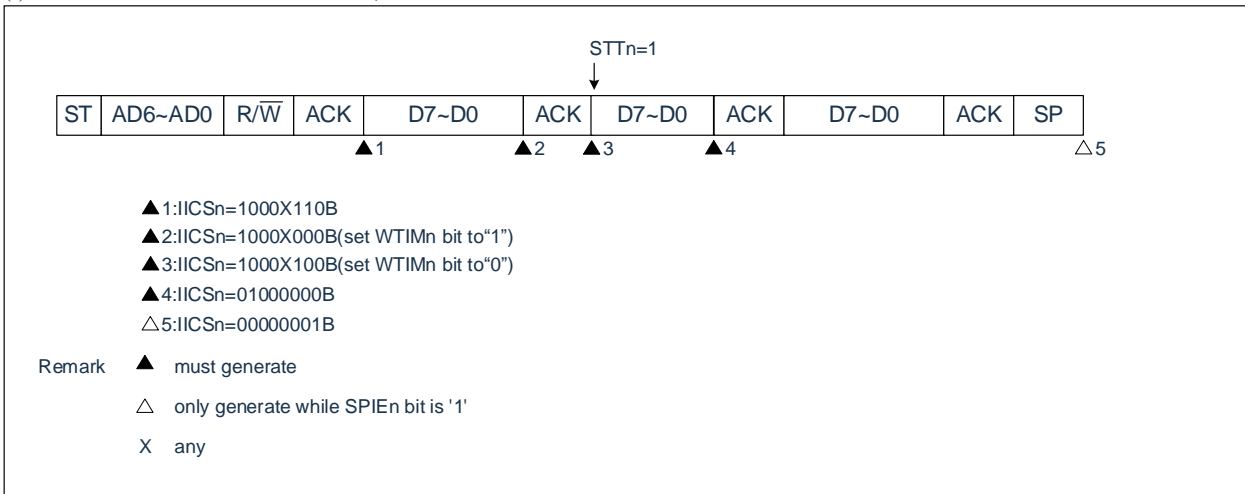 STTn=1
ST AD6~AD0 R/W̅ ACK D7~D0 ACK D7~D0 ACK D7~D0 ACK SP
▲1 ▲2 ▲3 ▲4 △5
▲1:IICSn=1000X110B
▲2:IICSn=1000X000B(set WTIMn bit to“1”)
▲3:IICSn=1000X100B(set WTIMn bit to“0”)
▲4:IICSn=01000000B
△5:IICSn=00000001B
Remark ▲ must generate
△ only generate while SPIEn bit is '1'
X any